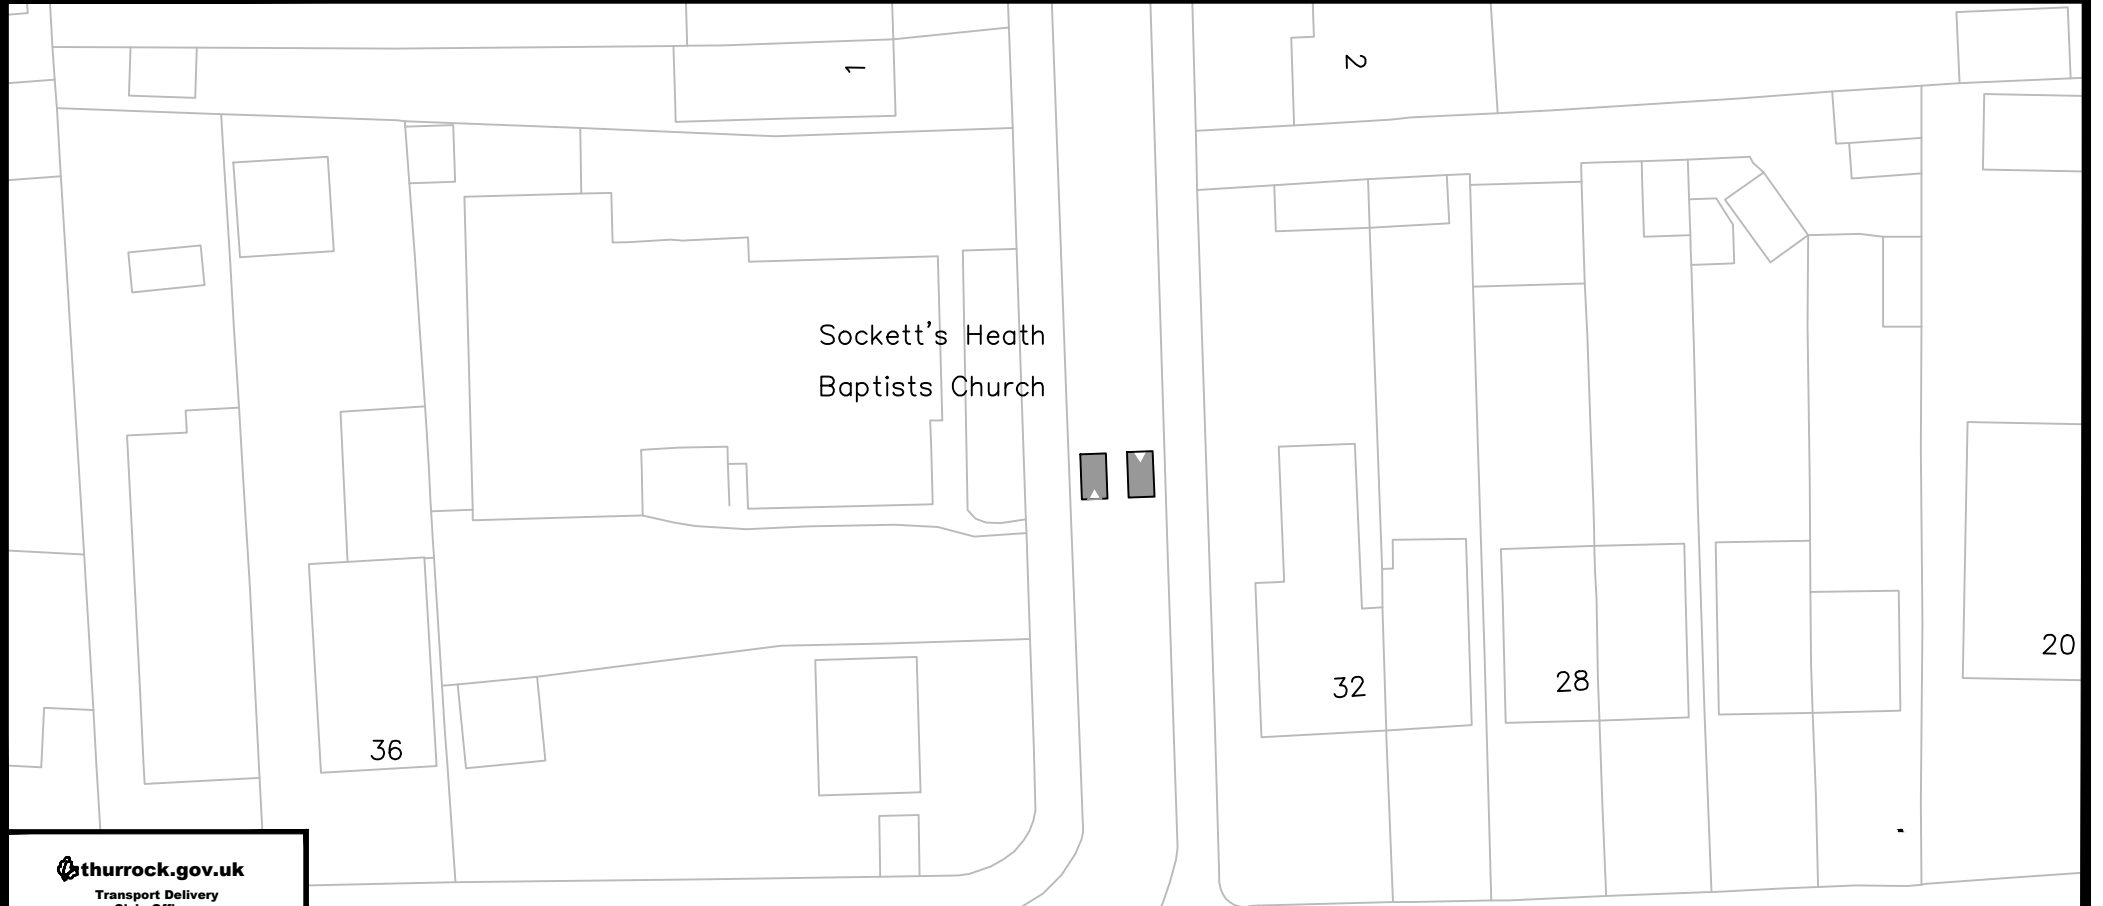 1
2
Sockett's Heath
Baptists Church
20
28
32
36
thurrock.gov.uk
Transport Delivery